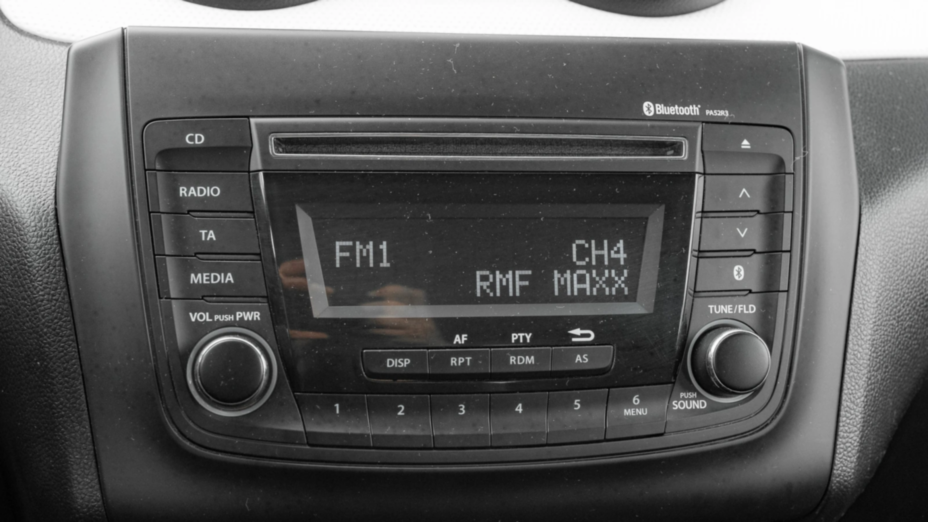 Bluetooth PA52R3
CD
RADIO
TA
MEDIA
VOL PUSH PWR
FM1 CH4
RMF MAXX
AF PTY
DISP RPT RDM AS
1 2 3 4 5 6
MENU
TUNE/FLD
PUSH
SOUND